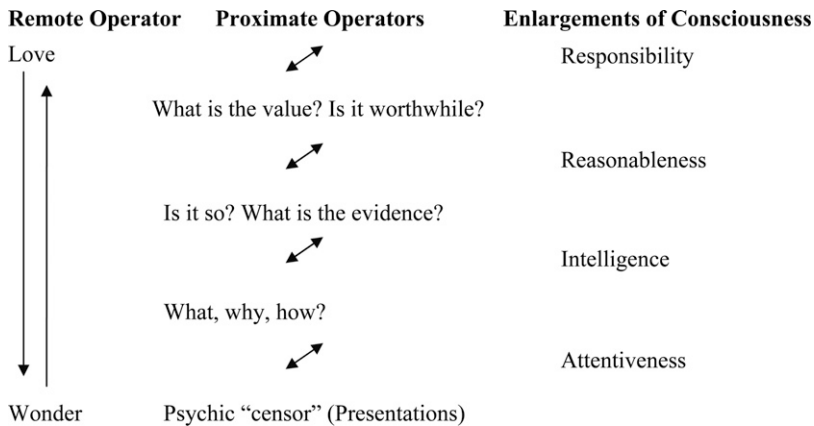 Remote Operator Proximate Operators Enlargements of Consciousness
Love
Responsibility
What is the value? Is it worthwhile?
Reasonableness
Is it so? What is the evidence?
Intelligence
What, why, how?
Attentiveness
Wonder Psychic “censor” (Presentations)